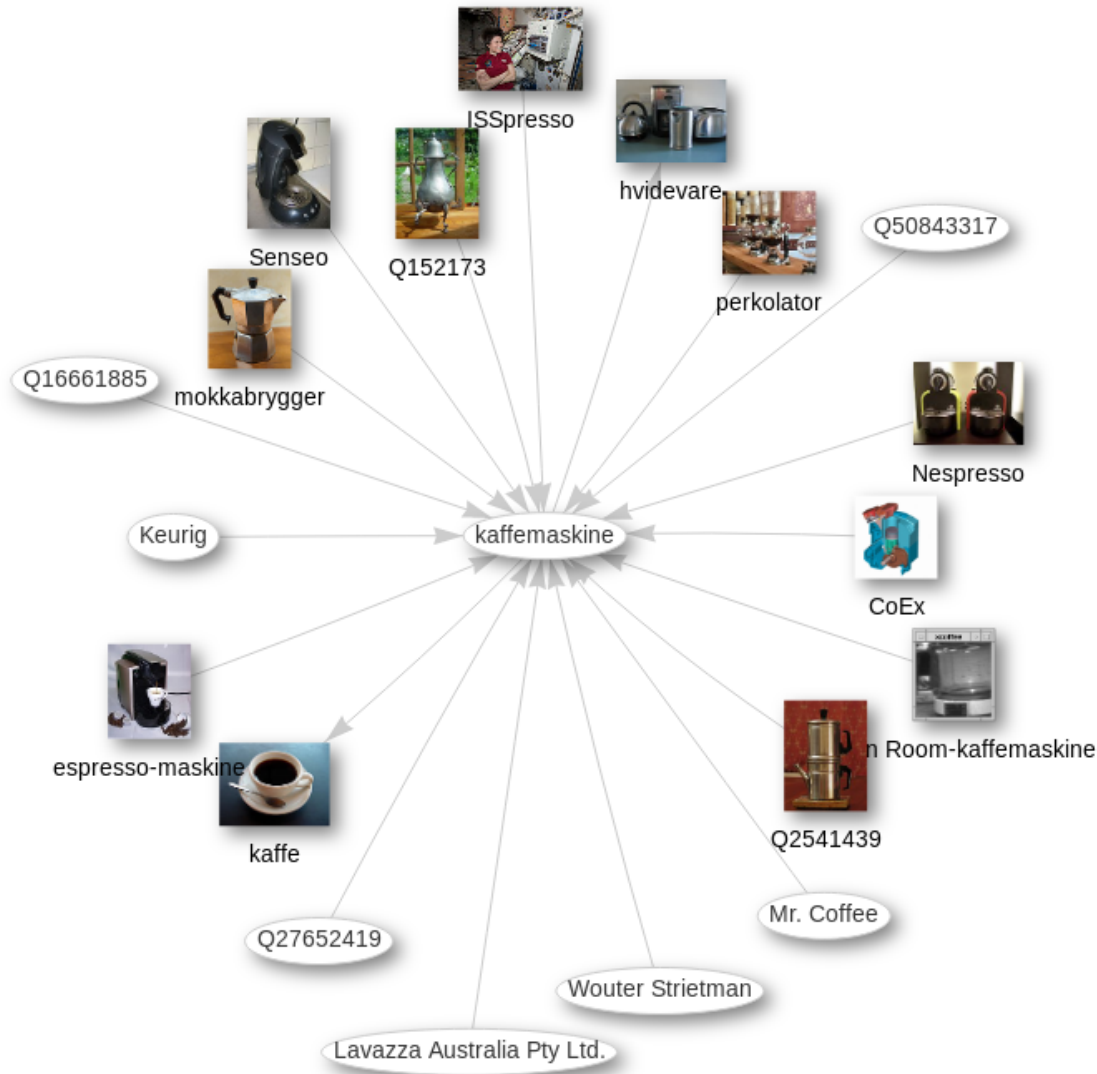 ISSpresso
hvidevare
Senseo
Q152173
Q50843317
perkolator
mokkabrygger
Q16661885
Nespresso
Keurig
kaffemaskine
CoEx
espresso-maskine
n Room-kaffemaskine
kaffe
Q2541439
Mr. Coffee
Q27652419
Wouter Strietman
Lavazza Australia Pty Ltd.